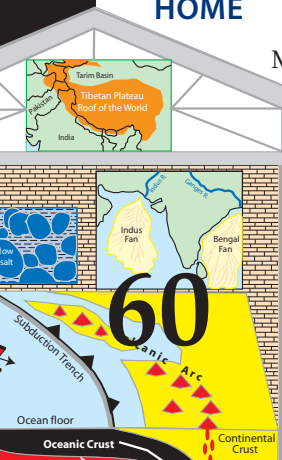 HOME
Tarim Basin
Pakistan
Tibetan Plateau
Roof of the World
India
Indus R.
Ganges R.
Indus
Fan
Bengal
Fan
60
Subduction Trench
Arc
Ocean floor
Oceanic Crust
Continental
Crust